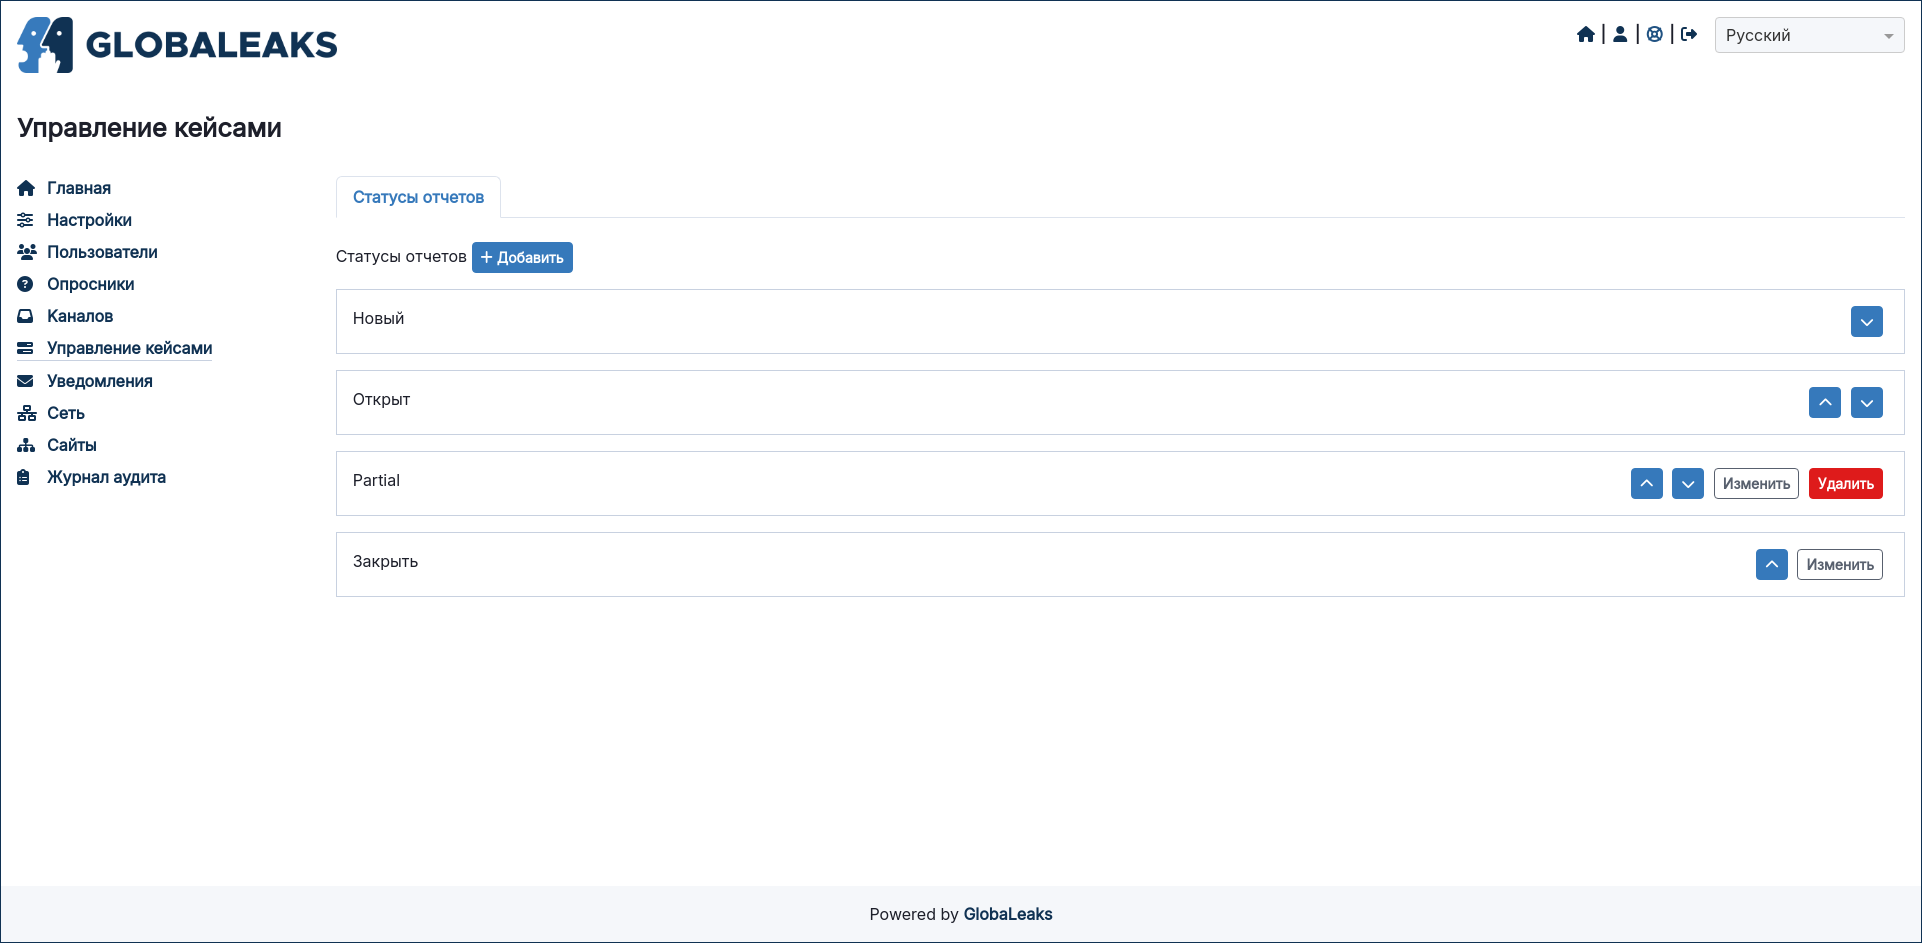 GLOBALEAKS
Русский
Управление кейсами
Главная
Настройки
Пользователи
Опросники
Каналов
Управление кейсами
Уведомления
Сеть
Сайты
Журнал аудита
Статусы отчетов
Статусы отчетов Добавить
Новый
Открыт
Partial Изменить Удалить
Закрыть Изменить
Powered by GlobaLeaks